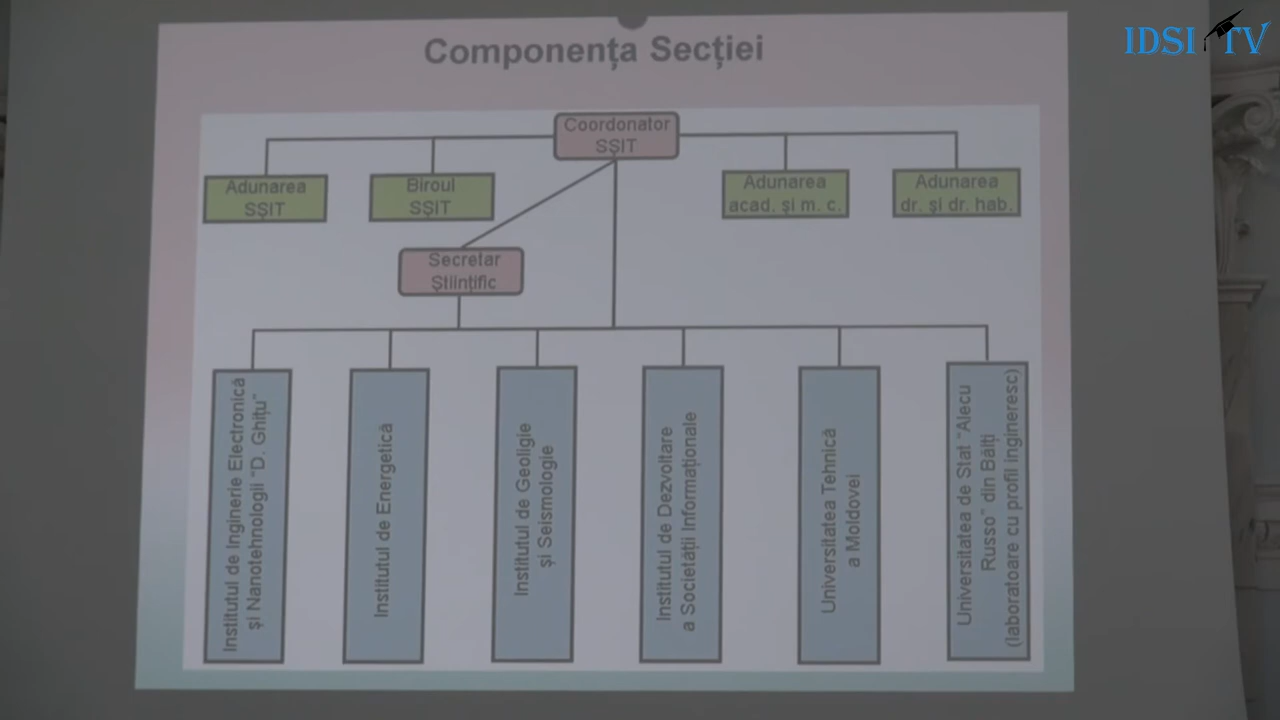 IDSI TV
Componența Secției
Coordonator
SȘIT
Adunarea
SȘIT
Biroul
SȘIT
Adunarea
acad. și m. c.
Adunarea
dr. și dr. hab.
Secretar
Științific
Institutul de Inginerie Electronică
și Nanotehnologii "D. Ghițu"
Institutul de Energetică
Institutul de Geoligie
și Seismologie
Institutul de Dezvoltare
a Societății Informaționale
Universitatea Tehnică
a Moldovei
Universitatea de Stat "Alecu
Russo" din Bălți
(laboratoare cu profil ingineresc)